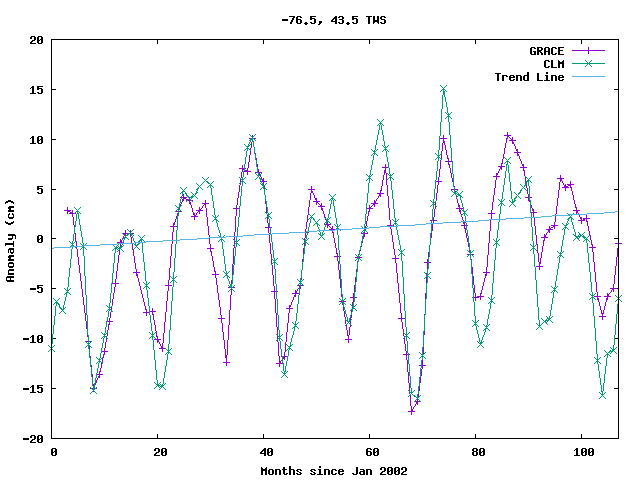 -76.5, 43.5 TWS
GRACE
CLM
Trend Line
20
15
10
5
0
-5
-10
-15
-20
Anomaly (cm)
0 20 40 60 80 100
Months since Jan 2002